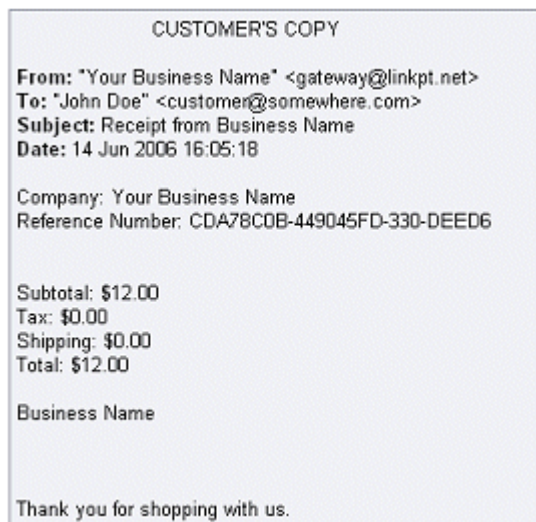 CUSTOMER'S COPY
From: "Your Business Name" <gateway@linkpt.net>
To: "John Doe" <customer@somewhere.com>
Subject: Receipt from Business Name
Date: 14 Jun 2006 16:05:18
Company: Your Business Name
Reference Number: CDA78C0B-449045FD-330-DEED6
Subtotal: $12.00
Tax: $0.00
Shipping: $0.00
Total: $12.00
Business Name
Thank you for shopping with us.